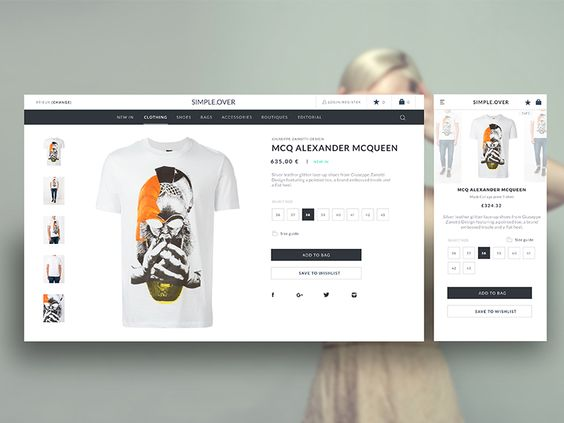 (CHANGE)
SIMPLE.OVER
LOGIN/REGISTER
0
0
NEW IN CLOTHING SHOES BAGS ACCESSORIES BOUTIQUES EDITORIAL
GIUSEPPE ZANOTTI DESIGN
MCQ ALEXANDER MCQUEEN
635.00 € | NEW IN
Silver leather glitter lace-up shoes from Giuseppe Zanotti
Design featuring a pointed toe, a brand embossed insole and
a flat heel.
SELECT SIZE
36 37 38 39 40 41 42 43
Size guide
ADD TO BAG
SAVE TO WISHLIST
SIMPLE.OVER
MCQ ALEXANDER MCQUEEN
£324.32
Silver leather glitter lace-up shoes from Giuseppe
Zanotti Design featuring a pointed toe, a brand
embossed insole and a flat heel.
SELECT SIZE
Size guide
36 37 38 39 40 41
42 43
ADD TO BAG
SAVE TO WISHLIST